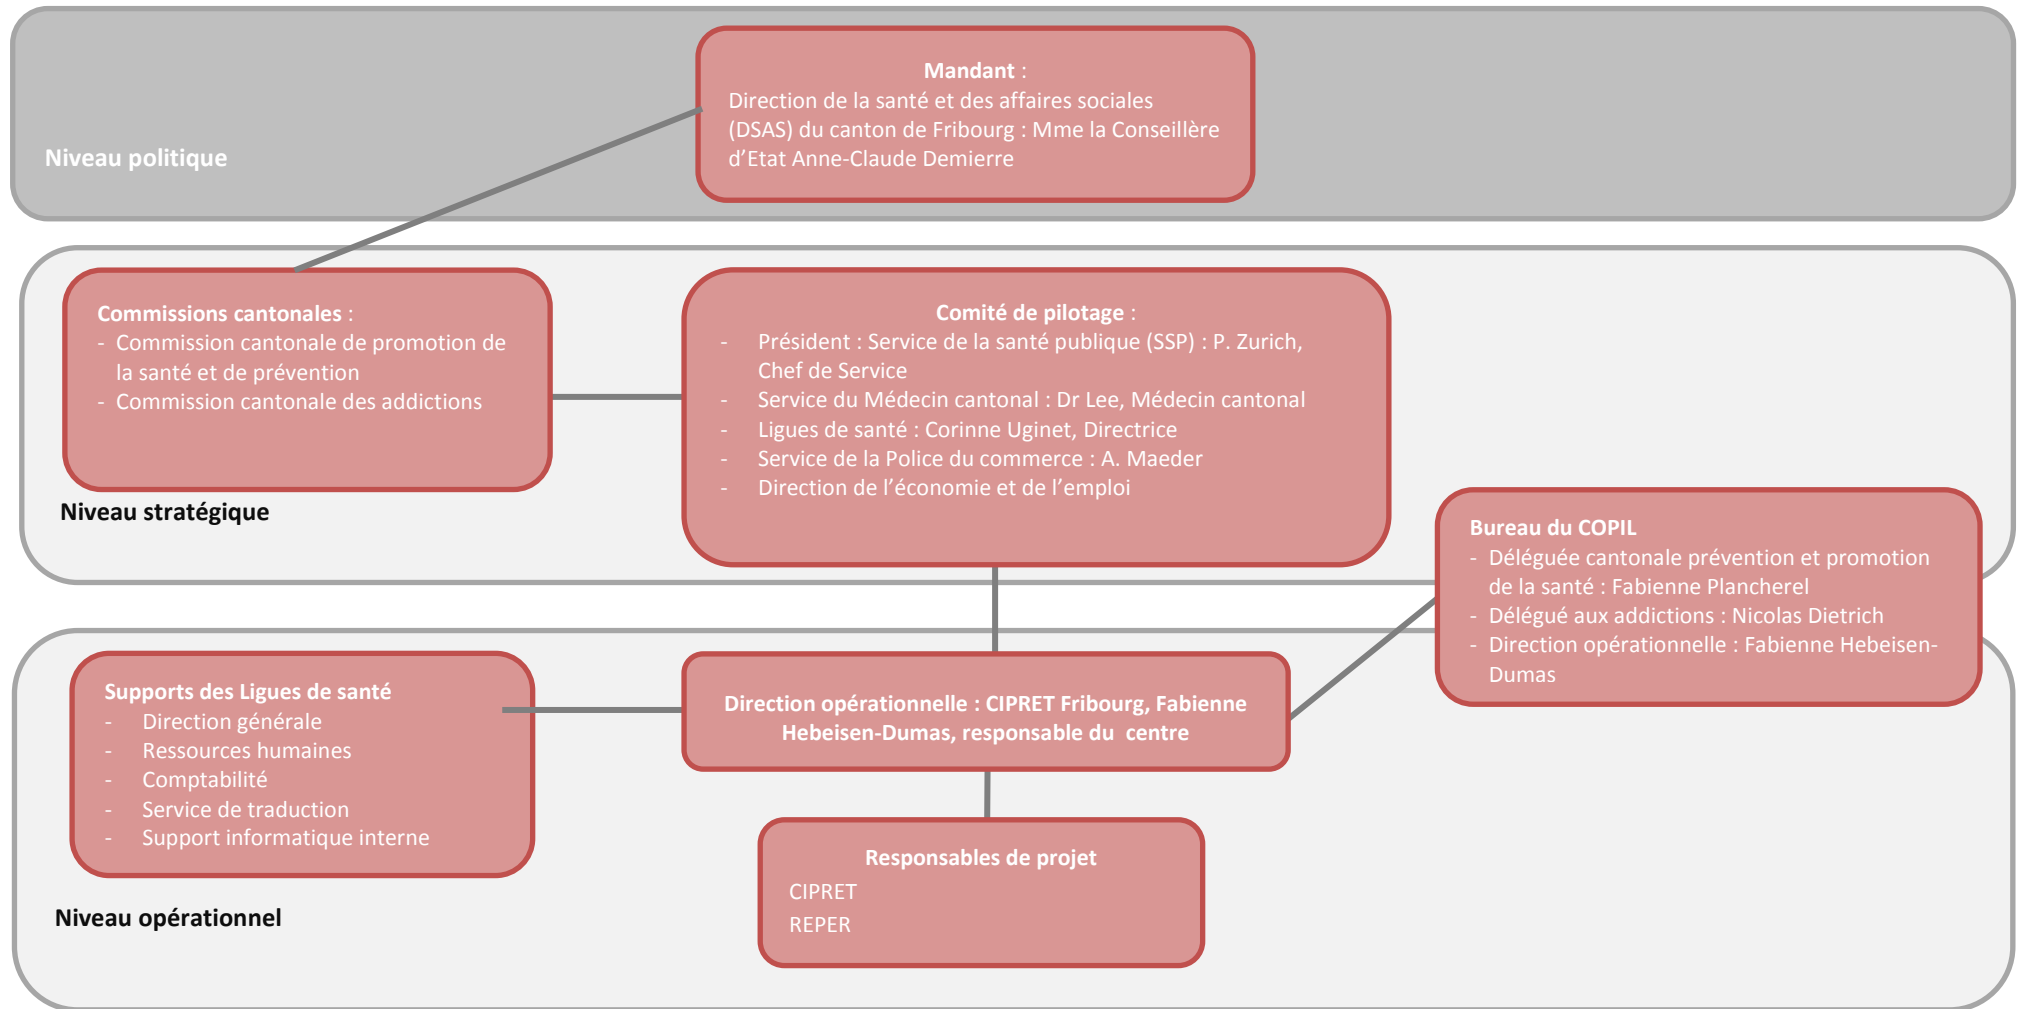 Mandant :
Direction de la santé et des affaires sociales
(DSAS) du canton de Fribourg : Mme la Conseillère
d’Etat Anne-Claude Demierre
Niveau politique
Commissions cantonales :
- Commission cantonale de promotion de
la santé et de prévention
- Commission cantonale des addictions
Comité de pilotage :
- Président : Service de la santé publique (SSP) : P. Zurich,
Chef de Service
- Service du Médecin cantonal : Dr Lee, Médecin cantonal
- Ligues de santé : Corinne Uginet, Directrice
- Service de la Police du commerce : A. Maeder
- Direction de l’économie et de l’emploi
Niveau stratégique
Bureau du COPIL
- Déléguée cantonale prévention et promotion
de la santé : Fabienne Plancherel
- Délégué aux addictions : Nicolas Dietrich
- Direction opérationnelle : Fabienne Hebeisen-
Dumas
Supports des Ligues de santé
- Direction générale
- Ressources humaines
- Comptabilité
- Service de traduction
- Support informatique interne
Direction opérationnelle : CIPRET Fribourg, Fabienne
Hebeisen-Dumas, responsable du centre
Responsables de projet
CIPRET
REPER
Niveau opérationnel